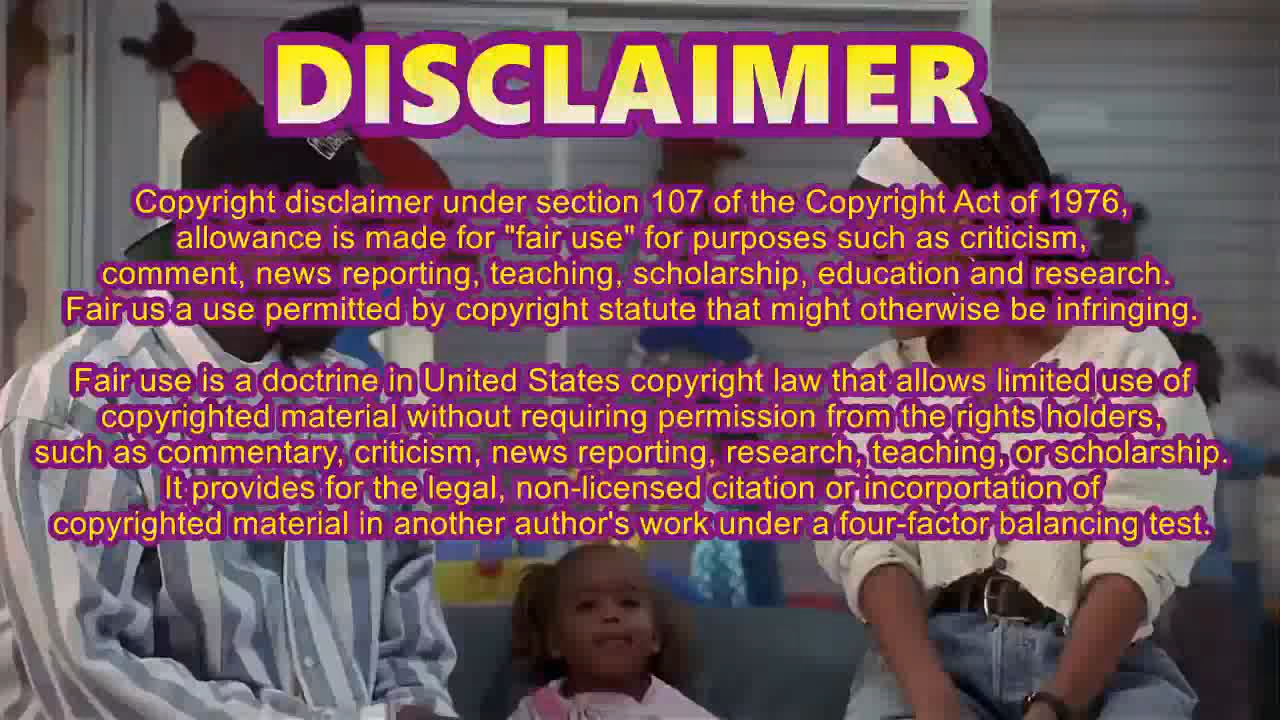 DISCLAIMER
Copyright disclaimer under section 107 of the Copyright Act of 1976,
allowance is made for "fair use" for purposes such as criticism,
comment, news reporting, teaching, scholarship, education and research.
Fair us a use permitted by copyright statute that might otherwise be infringing.
Fair use is a doctrine in United States copyright law that allows limited use of
copyrighted material without requiring permission from the rights holders,
such as commentary, criticism, news reporting, research, teaching, or scholarship.
It provides for the legal, non-licensed citation or incorportation of
copyrighted material in another author's work under a four-factor balancing test.